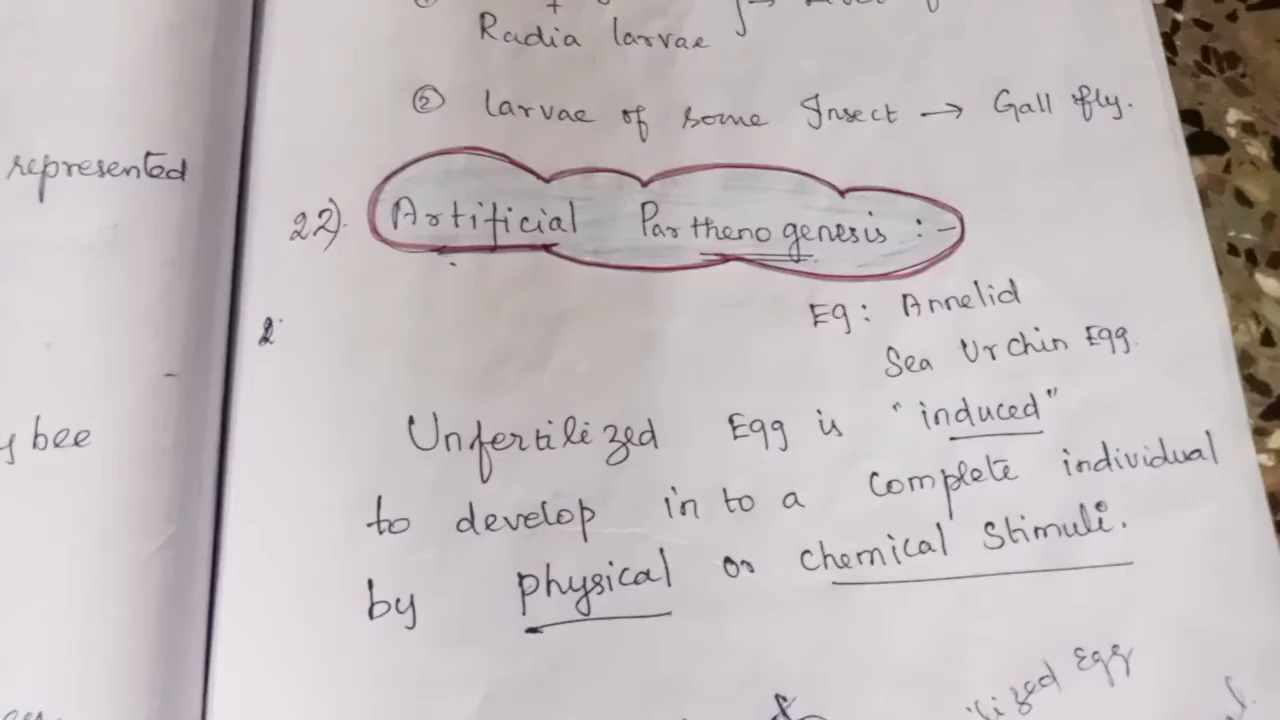 represented
y bee
Radia larvae
② larvae of some Insect → Gall fly.
22). Artificial Parthenogenesis :-
Eg: Annelid
Sea Urchin Egg.
Unfertilized Egg is "induced"
to develop in to a complete individual
by physical or chemical Stimuli.
Egg